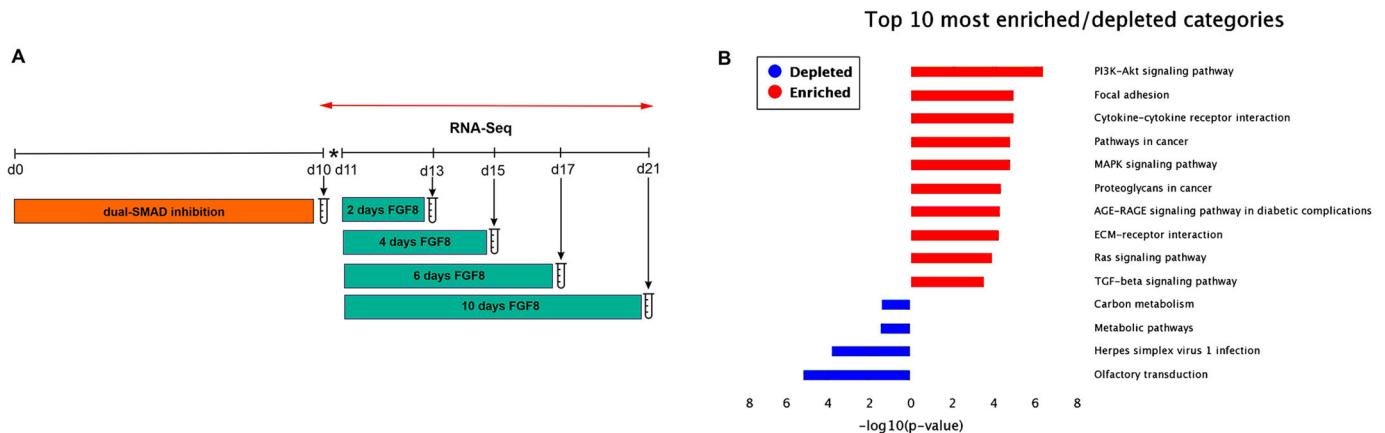 Top 10 most enriched/depleted categories
A
RNA-Seq
*
d0
d10
d11
d13
d15
d17
d21
dual-SMAD inhibition
2 days FGF8
4 days FGF8
6 days FGF8
10 days FGF8
B
Depleted
Enriched
PI3K-Akt signaling pathway
Focal adhesion
Cytokine-cytokine receptor interaction
Pathways in cancer
MAPK signaling pathway
Proteoglycans in cancer
AGE-RAGE signaling pathway in diabetic complications
ECM-receptor interaction
Ras signaling pathway
TGF-beta signaling pathway
Carbon metabolism
Metabolic pathways
Herpes simplex virus 1 infection
Olfactory transduction
8 6 4 2 0 2 4 6 8
-log10(p-value)